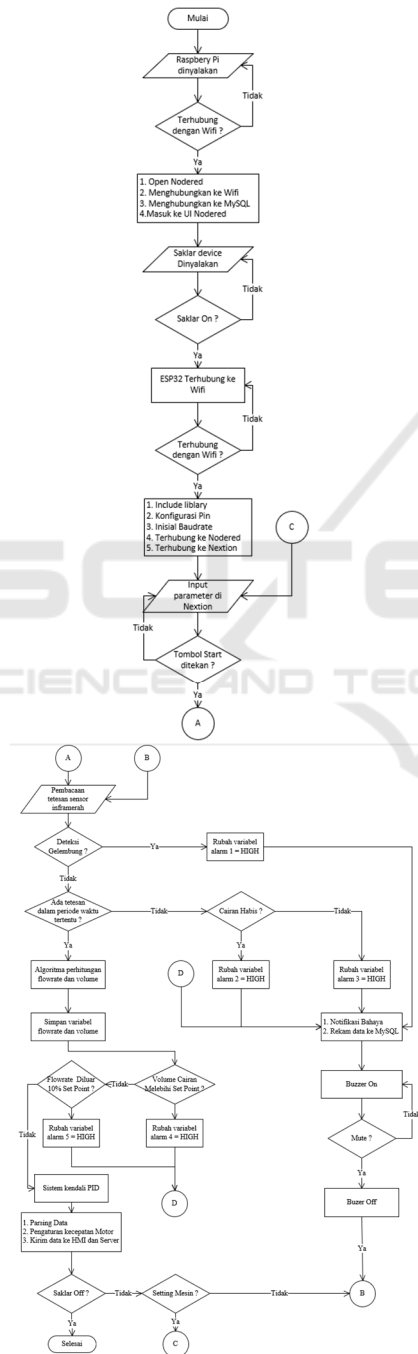 Mulai
Raspbery Pi
dinyalakan
Tidak
Terhubung
dengan Wifi ?
Ya
1. Open Nodered
2. Menghubungkan ke Wifi
3. Menghubungkan ke MySQL
4.Masuk ke UI Nodered
Saklar device
Dinyalakan
Tidak
Saklar On ?
Ya
ESP32 Terhubung ke
Wifi
Tidak
Terhubung
dengan Wifi ?
Ya
1. Include liblary
2. Konfigurasi Pin
3. Inisial Baudrate
4. Terhubung ke Nodered
5. Terhubung ke Nextion
C
Input
parameter di
Nextion
Tidak
Tombol Start
ditekan ?
Ya
A
A
B
Pembacaan
tetesan sensor
inframerah
Deteksi
Gelembung ?
Ya
Rubah variabel
alarm 1 = HIGH
Tidak
Ada tetesan
dalam periode waktu
tertentu ?
Tidak
Cairan Habis ?
Tidak
Ya
Ya
Algoritma perhitungan
flowrate dan volume
D
Rubah variabel
alarm 2 = HIGH
Rubah variabel
alarm 3 = HIGH
Simpan variabel
flowrate dan volume
1. Notifikasi Bahaya
2. Rekam data ke MySQL
Flowrate Diluar
10% Set Point ?
Tidak
Volume Cairan
Melebihi Set Point ?
Buzzer On
Tidak
Ya
Ya
Rubah variabel
alarm 5 = HIGH
Rubah variabel
alarm 4 = HIGH
Tidak
Mute ?
Ya
Sistem kendali PID
D
Buzer Off
1. Parsing Data
2. Pengaturan kecepatan Motor
3. Kirim data ke HMI dan Server
Ya
Saklar Off ?
Tidak
Setting Mesin ?
Tidak
B
Ya
Ya
Selesai
C
SCITE
SCIENCE AND TEC